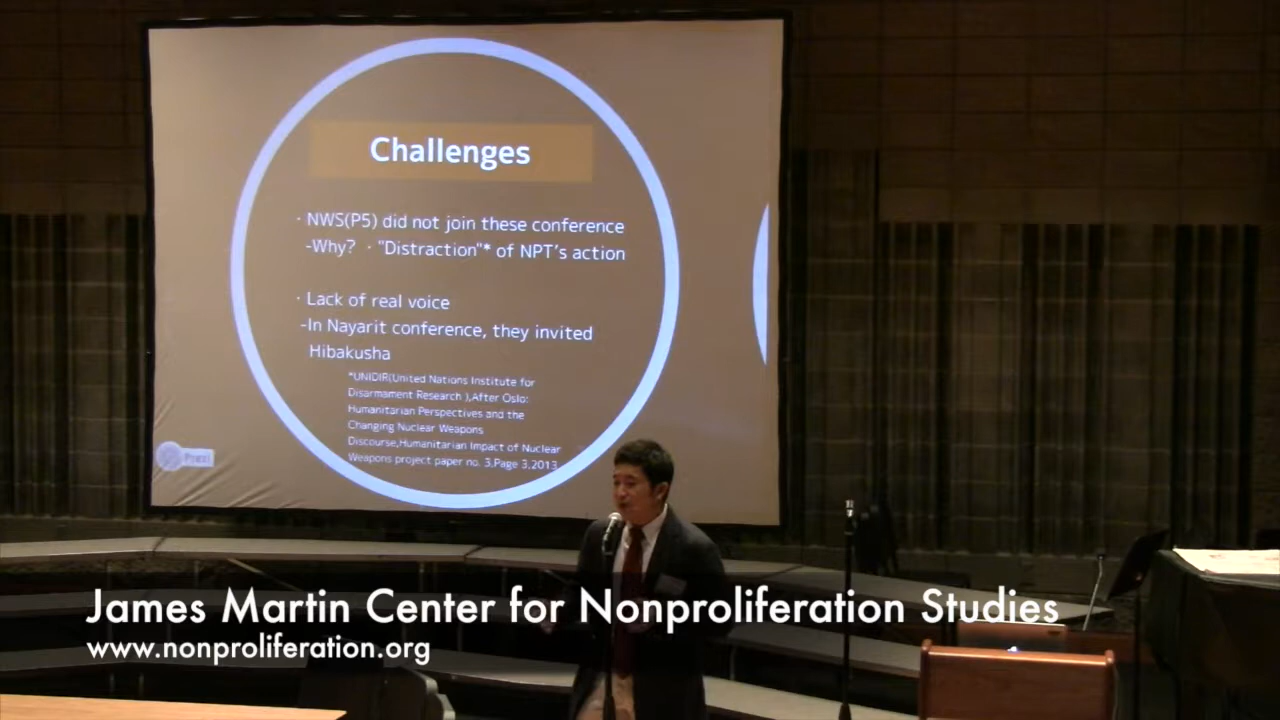 Challenges
· NWS(P5) did not join these conference
-Why? · "Distraction"* of NPT's action
· Lack of real voice
-In Nayarit conference, they invited
Hibakusha
*UNIDIR(United Nations Institute for
Disarmament Research ),After Oslo:
Humanitarian Perspectives and the
Changing Nuclear Weapons
Discourse,Humanitarian Impact of Nuclear
Weapons project paper no. 3,Page 3,2013
Prezi
James Martin Center for Nonproliferation Studies
www.nonproliferation.org